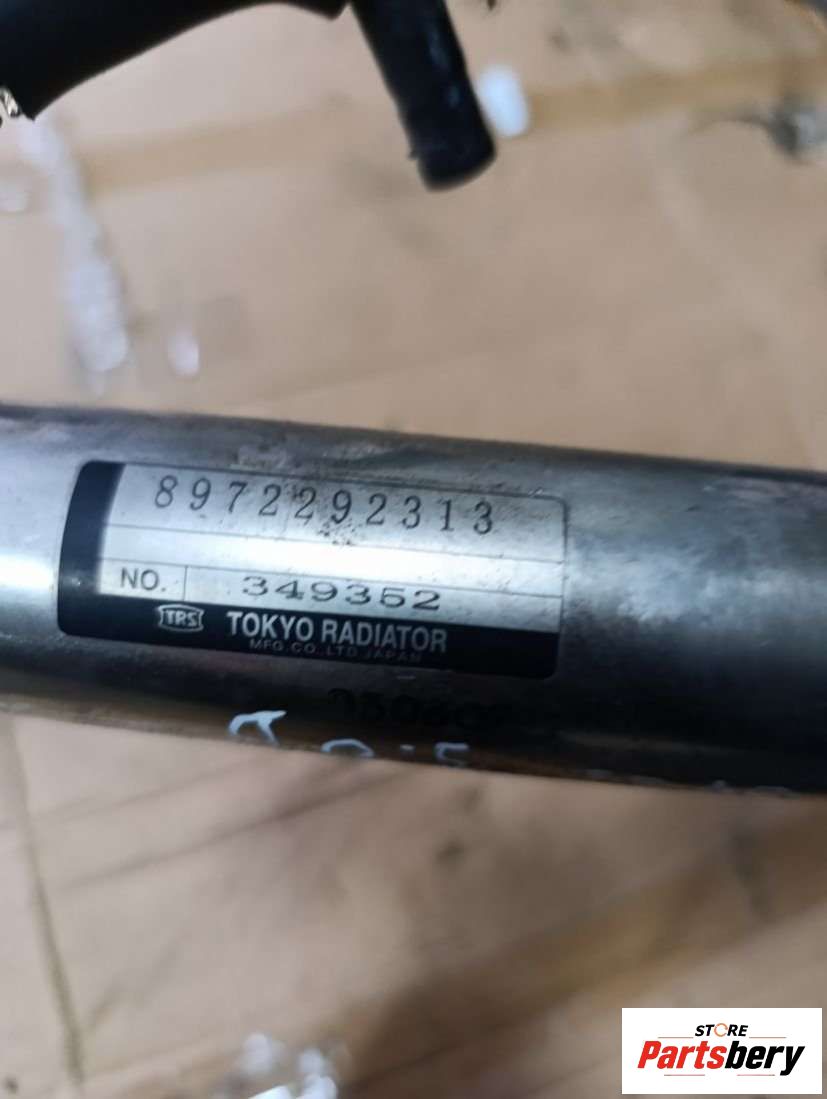 8972292313
NO. 349352
TRS TOKYO RADIATOR
MFG.CO.,LTD.JAPAN
STORE
Partsbery